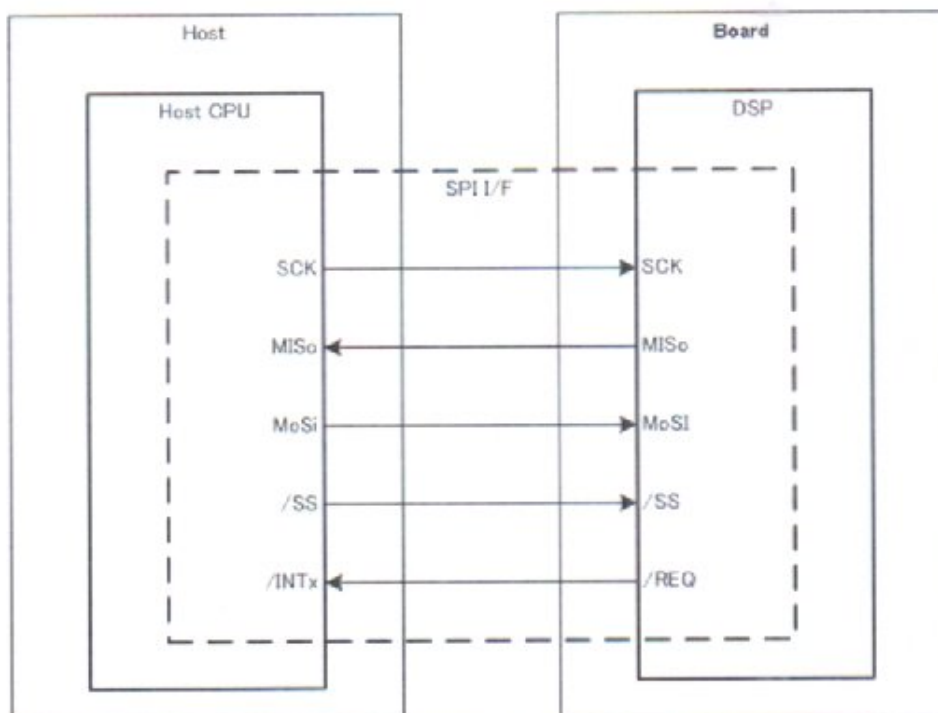 Host
Board
Host CPU
DSP
SPI I/F
SCK
SCK
MISo
MISo
MoSi
MoSI
/SS
/SS
/INTx
/REQ